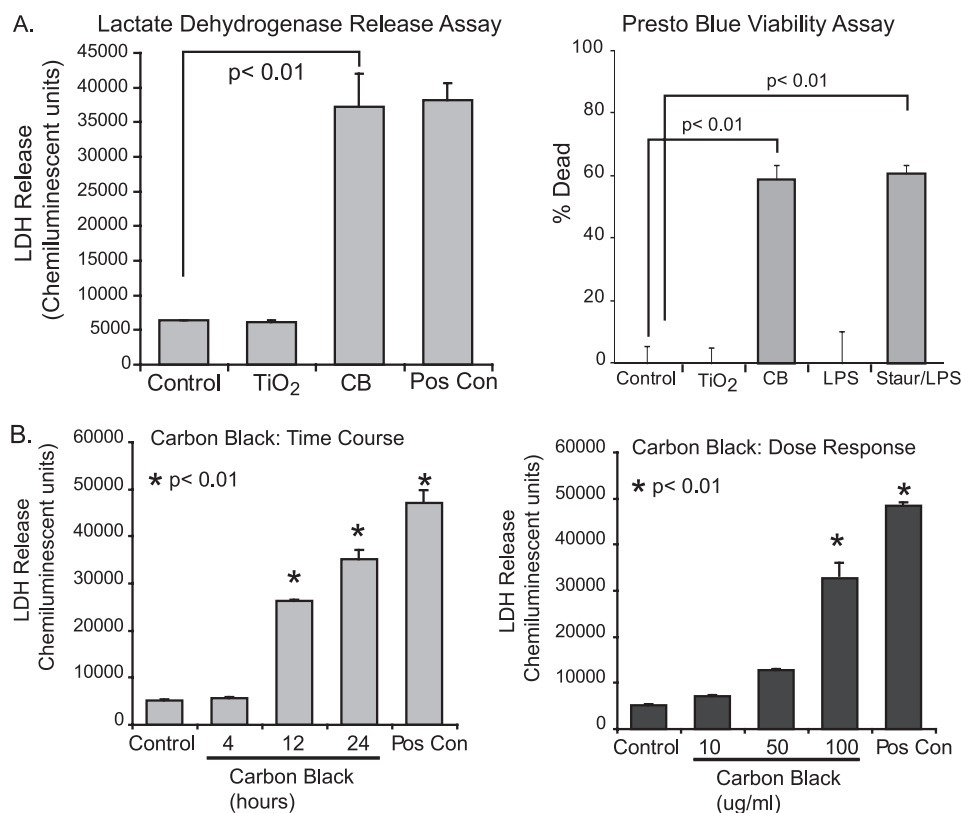 A.
Lactate Dehydrogenase Release Assay
LDH Release
(Chemiluminescent units)
45000
40000
35000
30000
25000
20000
15000
10000
5000
0
p< 0.01
Control TiO2 CB Pos Con
Presto Blue Viability Assay
% Dead
100
80
60
40
20
0
p< 0.01
p< 0.01
Control TiO2 CB LPS Staur/LPS
B.
Carbon Black: Time Course
* p< 0.01
LDH Release
Chemiluminescent units)
60000
50000
40000
30000
20000
10000
0
* * *
Control 4 12 24 Pos Con
Carbon Black
(hours)
Carbon Black: Dose Response
* p< 0.01
LDH Release
Chemiluminescent units)
60000
50000
40000
30000
20000
10000
0
* *
Control 10 50 100 Pos Con
Carbon Black
(ug/ml)